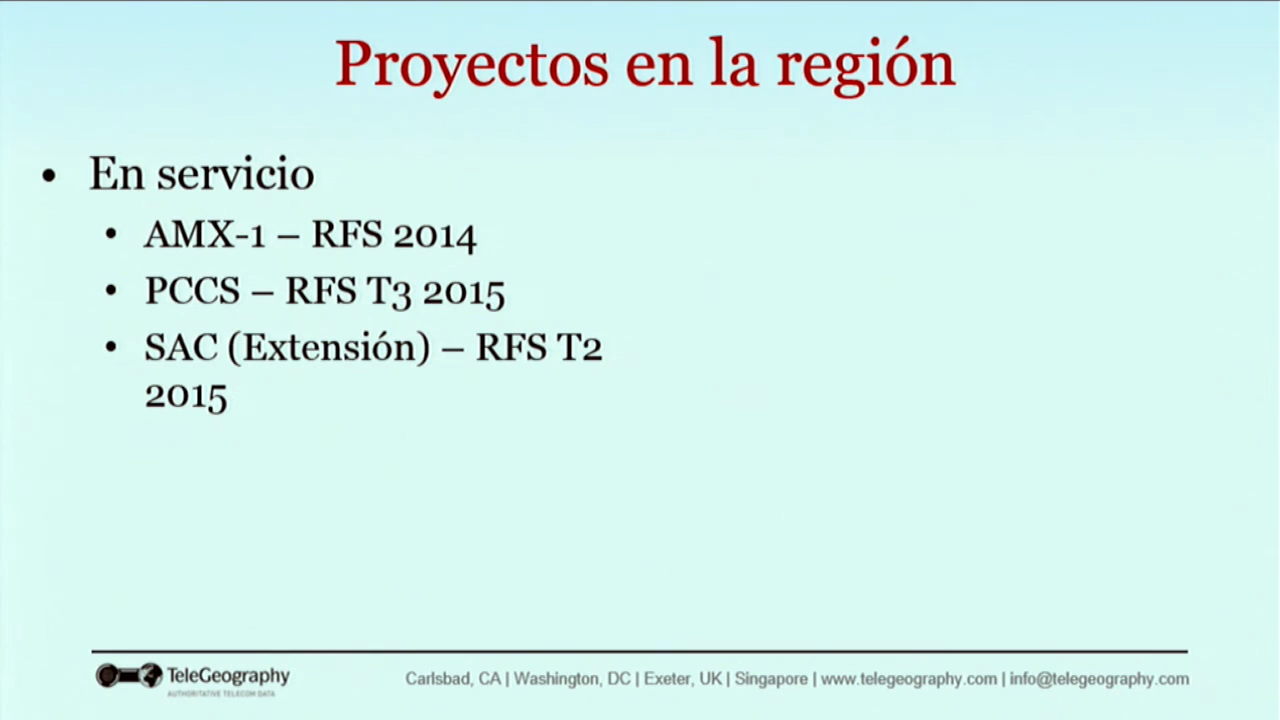 Proyectos en la región
• En servicio
• AMX-1 – RFS 2014
• PCCS – RFS T3 2015
• SAC (Extensión) – RFS T2
2015
TeleGeography
AUTHORITATIVE TELECOM DATA
Carlsbad, CA | Washington, DC | Exeter, UK | Singapore | www.telegeography.com | info@telegeography.com